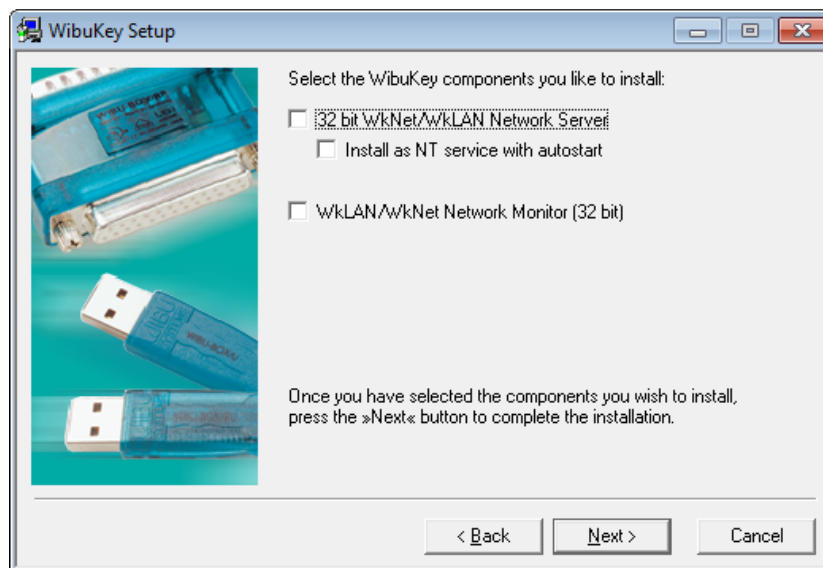 WibuKey Setup
Select the WibuKey components you like to install:
32 bit WkNet/WkLAN Network Server
Install as NT service with autostart
WkLAN/WkNet Network Monitor (32 bit)
Once you have selected the components you wish to install,
press the »Next« button to complete the installation.
< Back
Next >
Cancel